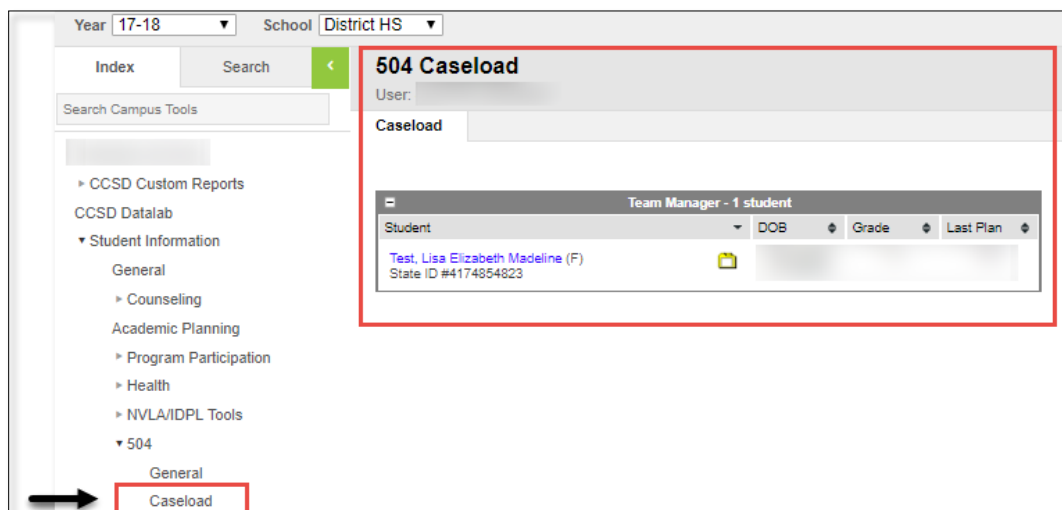 Year 17-18 School District HS
Index Search
Search Campus Tools
CCSD Custom Reports
CCSD Datalab
Student Information
General
Counseling
Academic Planning
Program Participation
Health
NVLA/IDPL Tools
504
General
Caseload
504 Caseload
User:
Caseload
Team Manager - 1 student
Student DOB Grade Last Plan
Test, Lisa Elizabeth Madeline (F)
State ID #4174854823